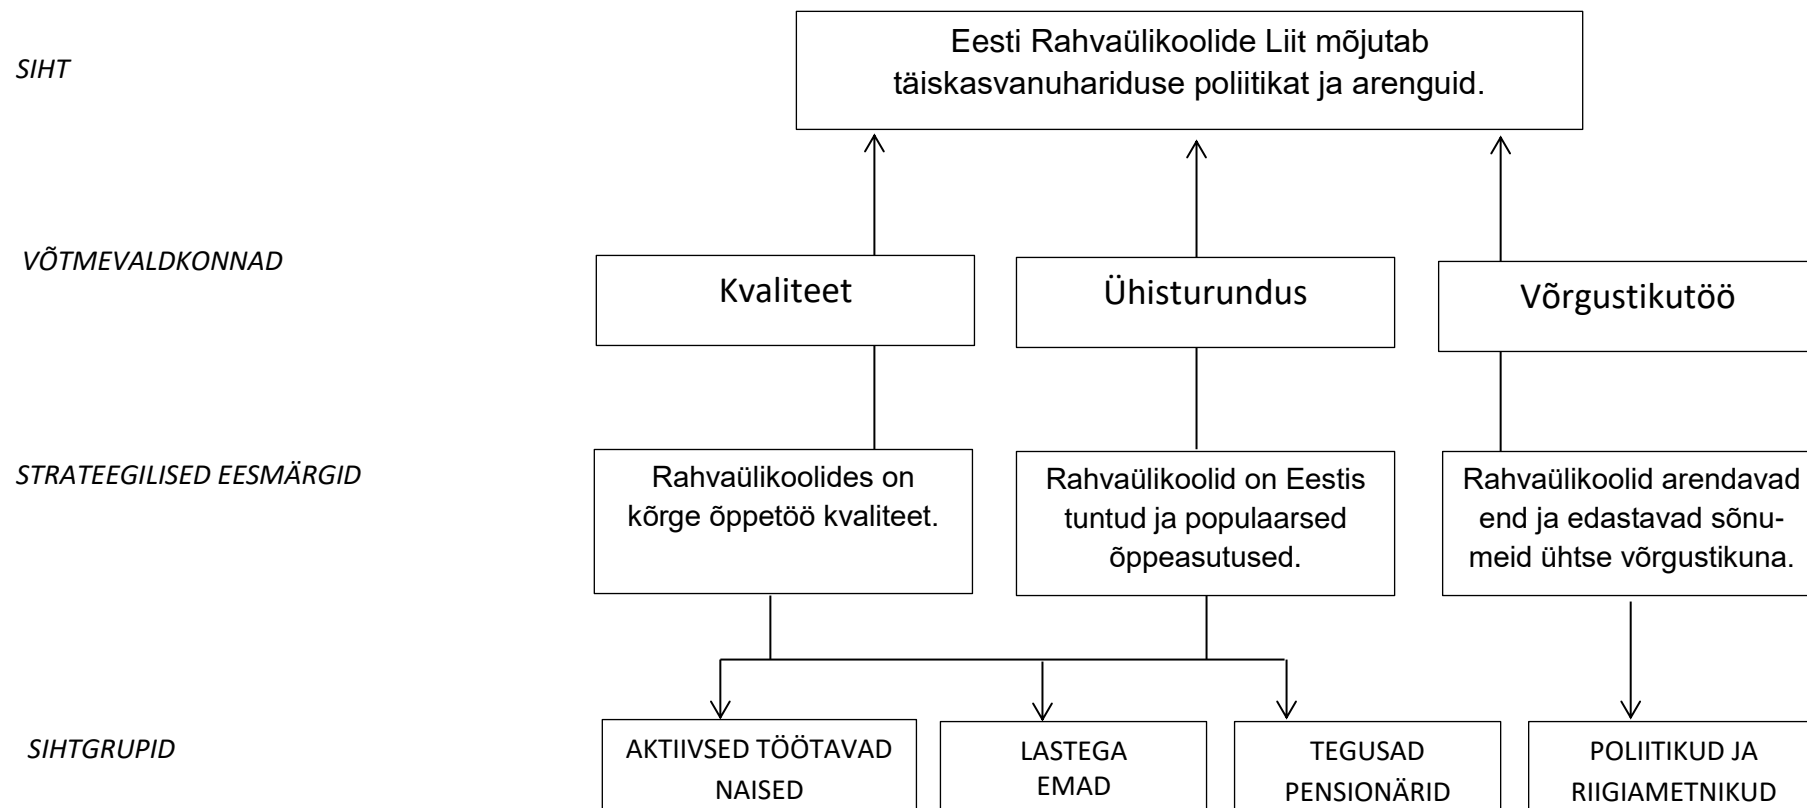 SIHT
Eesti Rahvaülikoolide Liit mõjutab
täiskasvanuhariduse poliitikat ja arenguid.
VÕTMEVALDKONNAD
Kvaliteet
Ühisturundus
Võrgustikutöö
STRATEEGILISED EESMÄRGID
Rahvaülikoolides on
kõrge õppetöö kvaliteet.
Rahvaülikoolid on Eestis
tuntud ja populaarsed
õppeasutused.
Rahvaülikoolid arendavad
end ja edastavad sõnu-
meid ühtse võrgustikuna.
SIHTGRUPID
AKTIIVSED TÖÖTAVAD
NAISED
LASTEGA
EMAD
TEGUSAD
PENSIONÄRID
POLIITIKUD JA
RIIGIAMETNIKUD